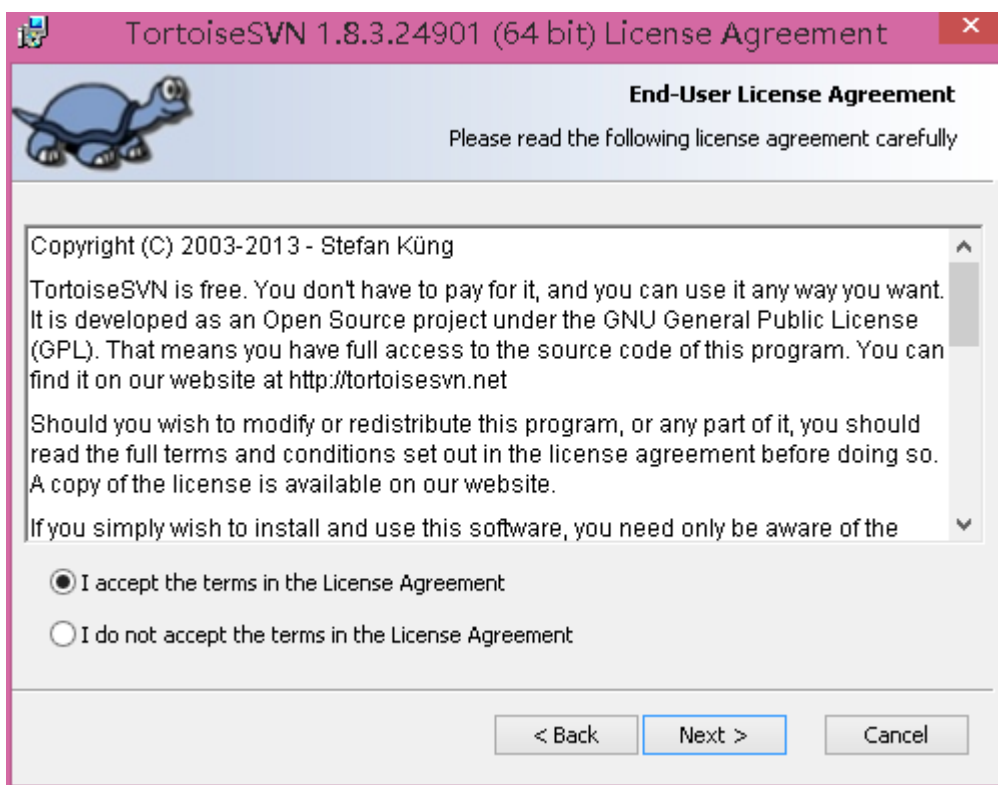 TortoiseSVN 1.8.3.24901 (64 bit) License Agreement
End-User License Agreement
Please read the following license agreement carefully
Copyright (C) 2003-2013 - Stefan Küng
TortoiseSVN is free. You don't have to pay for it, and you can use it any way you want.
It is developed as an Open Source project under the GNU General Public License
(GPL). That means you have full access to the source code of this program. You can
find it on our website at http://tortoisesvn.net
Should you wish to modify or redistribute this program, or any part of it, you should
read the full terms and conditions set out in the license agreement before doing so.
A copy of the license is available on our website.
If you simply wish to install and use this software, you need only be aware of the
I accept the terms in the License Agreement
I do not accept the terms in the License Agreement
< Back Next > Cancel